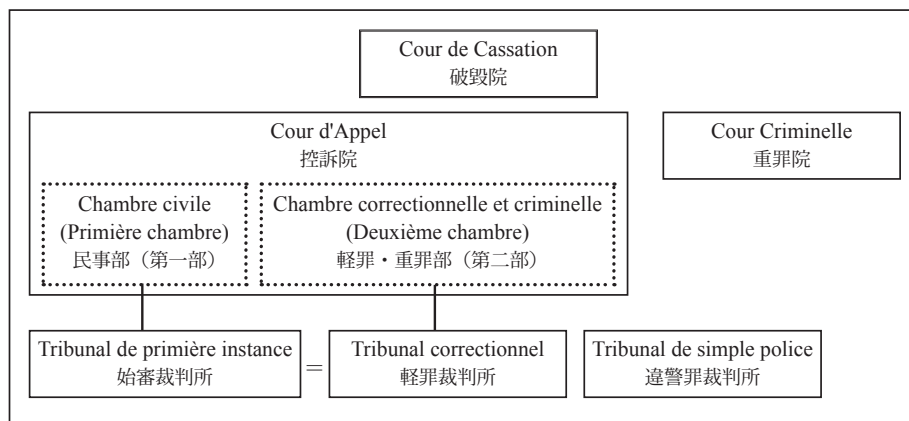 Cour de Cassation
破毀院
Cour d'Appel
控訴院
Cour Criminelle
重罪院
Chambre civile
(Primière chambre)
民事部（第一部）
Chambre correctionnelle et criminelle
(Deuxième chambre)
軽罪・重罪部（第二部）
Tribunal de primière instance
始審裁判所
=
Tribunal correctionnel
軽罪裁判所
Tribunal de simple police
違警罪裁判所